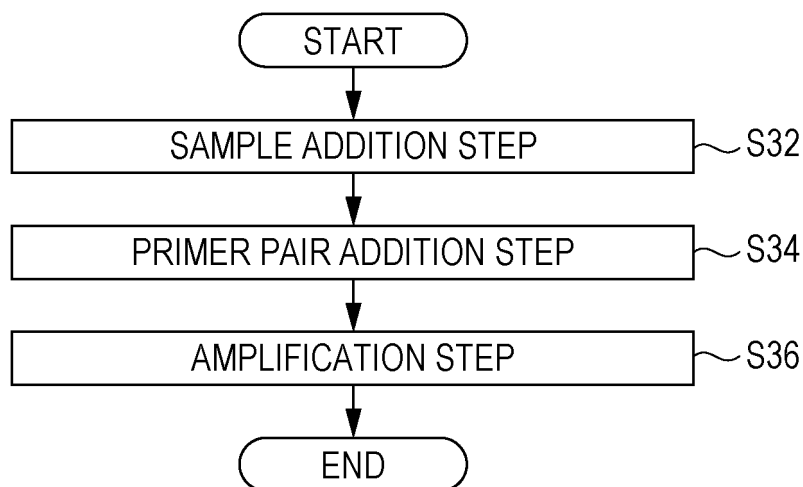 START
SAMPLE ADDITION STEP S32
PRIMER PAIR ADDITION STEP S34
AMPLIFICATION STEP S36
END